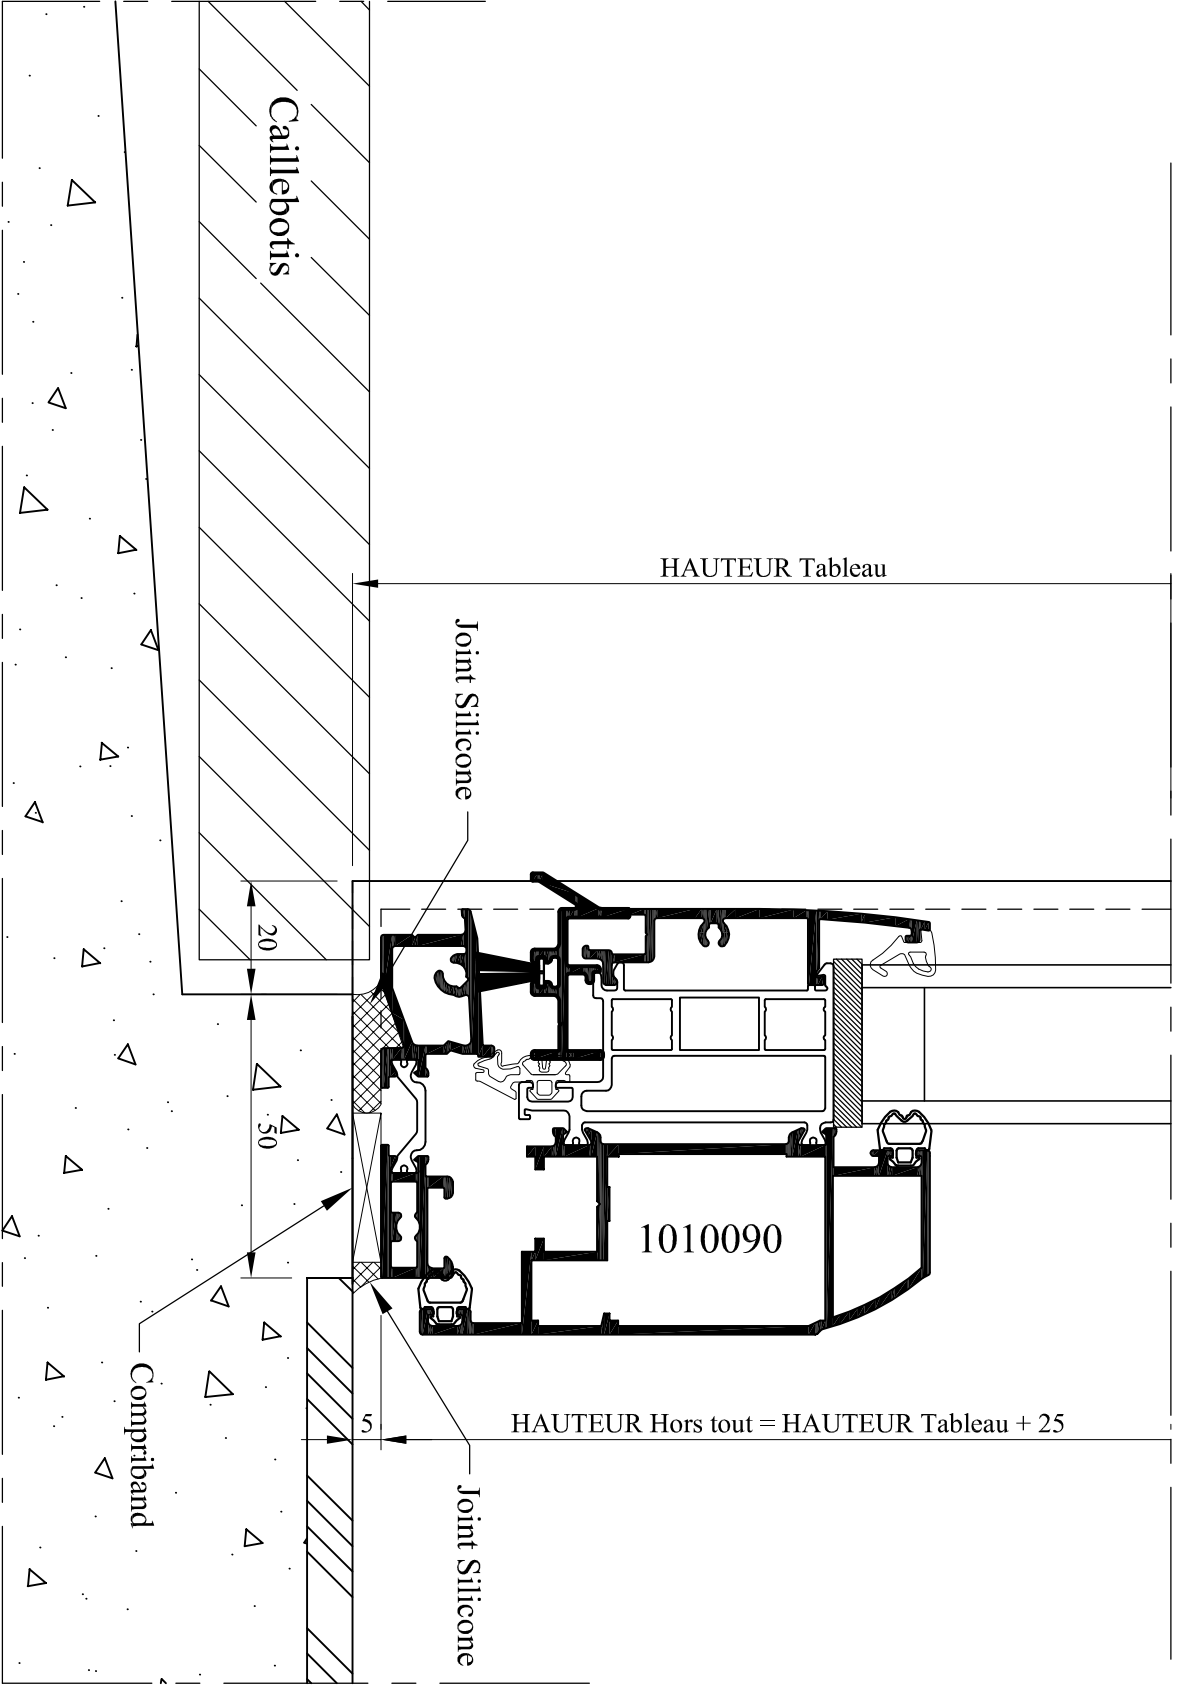 Caillebotis
HAUTEUR Tableau
Joint Silicone
20
50
1010090
Compriband
5
HAUTEUR Hors tout = HAUTEUR Tableau + 25
Joint Silicone